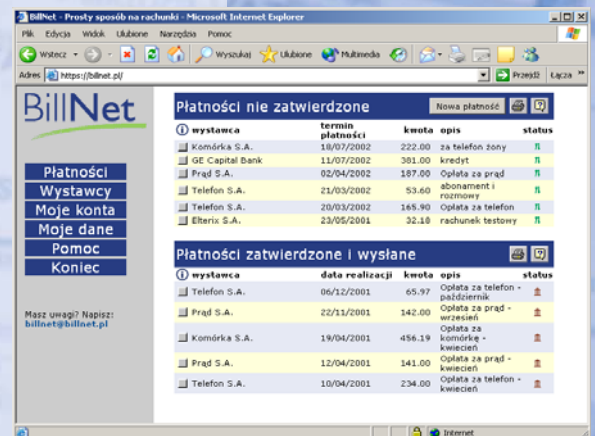 BillNet - Prosty sposób na rachunki - Microsoft Internet Explorer
Plik Edycja Widok Ulubione Narzędzia Pomoc
Wstecz Wyszukaj Ulubione Multimedia
Adres https://billnet.pl/ Przejdź Łącza »
BillNet
Płatności
Wystawcy
Moje konta
Moje dane
Pomoc
Koniec
Masz uwagi? Napisz:
billnet@billnet.pl
Płatności nie zatwierdzone Nowa płatność
wystawca termin płatności kwota opis status
Komórka S.A. 18/07/2002 222.00 za telefon żony
GE Capital Bank 11/07/2002 381.00 kredyt
Prąd S.A. 02/04/2002 187.00 Opłata za prąd
Telefon S.A. 21/03/2002 53.60 abonament i rozmowy
Telefon S.A. 20/03/2002 165.90 Opłata za telefon
Elterix S.A. 23/05/2001 32.18 rachunek testowy
Płatności zatwierdzone i wysłane
wystawca data realizacji kwota opis status
Telefon S.A. 06/12/2001 65.97 Opłata za telefon - październik
Prąd S.A. 22/11/2001 142.00 Opłata za prąd - wrzesień
Komórka S.A. 19/04/2001 456.19 Opłata za komórkę - kwiecień
Prąd S.A. 12/04/2001 141.00 Opłata za prąd - kwiecień
Telefon S.A. 10/04/2001 234.00 Opłata za telefon - kwiecień
Internet